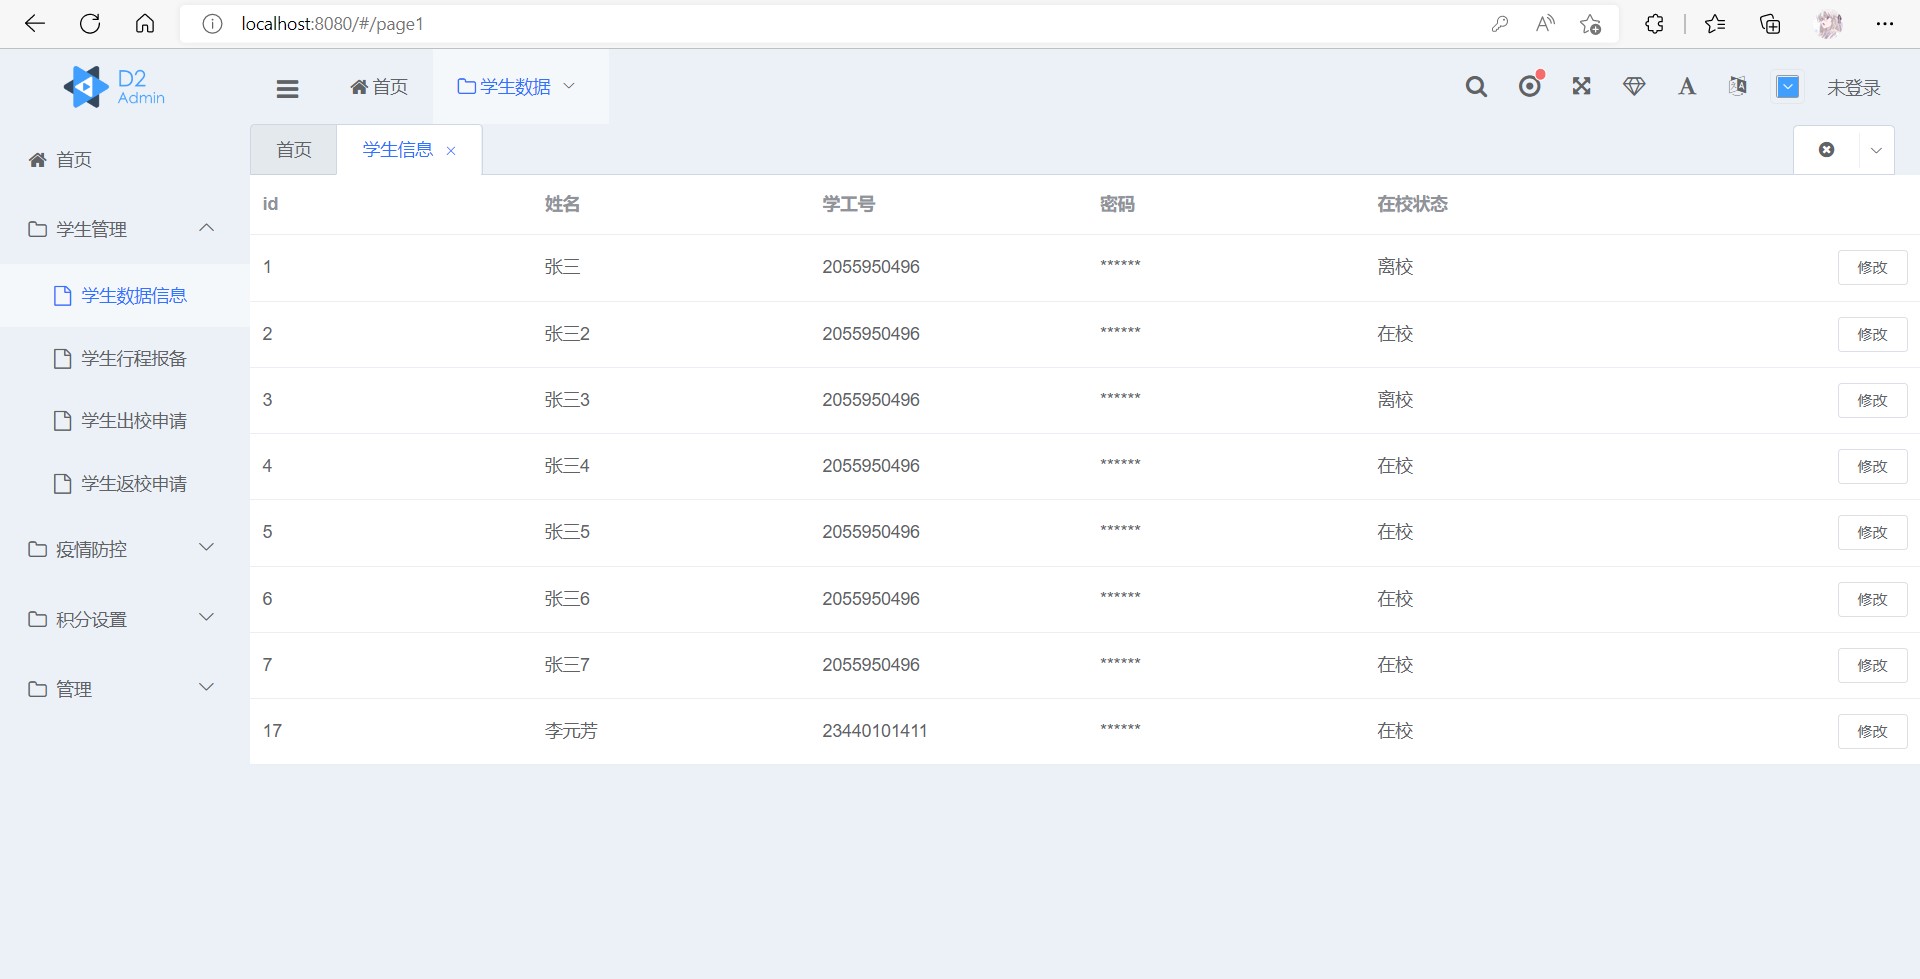 localhost:8080/#/page1
D2
Admin
首页
学生数据
未登录
首页
学生信息
首页
学生管理
学生数据信息
学生行程报备
学生出校申请
学生返校申请
疫情防控
积分设置
管理
id 姓名 学工号 密码 在校状态
1 张三 2055950496 ****** 离校 修改
2 张三2 2055950496 ****** 在校 修改
3 张三3 2055950496 ****** 离校 修改
4 张三4 2055950496 ****** 在校 修改
5 张三5 2055950496 ****** 在校 修改
6 张三6 2055950496 ****** 在校 修改
7 张三7 2055950496 ****** 在校 修改
17 李元芳 23440101411 ****** 在校 修改